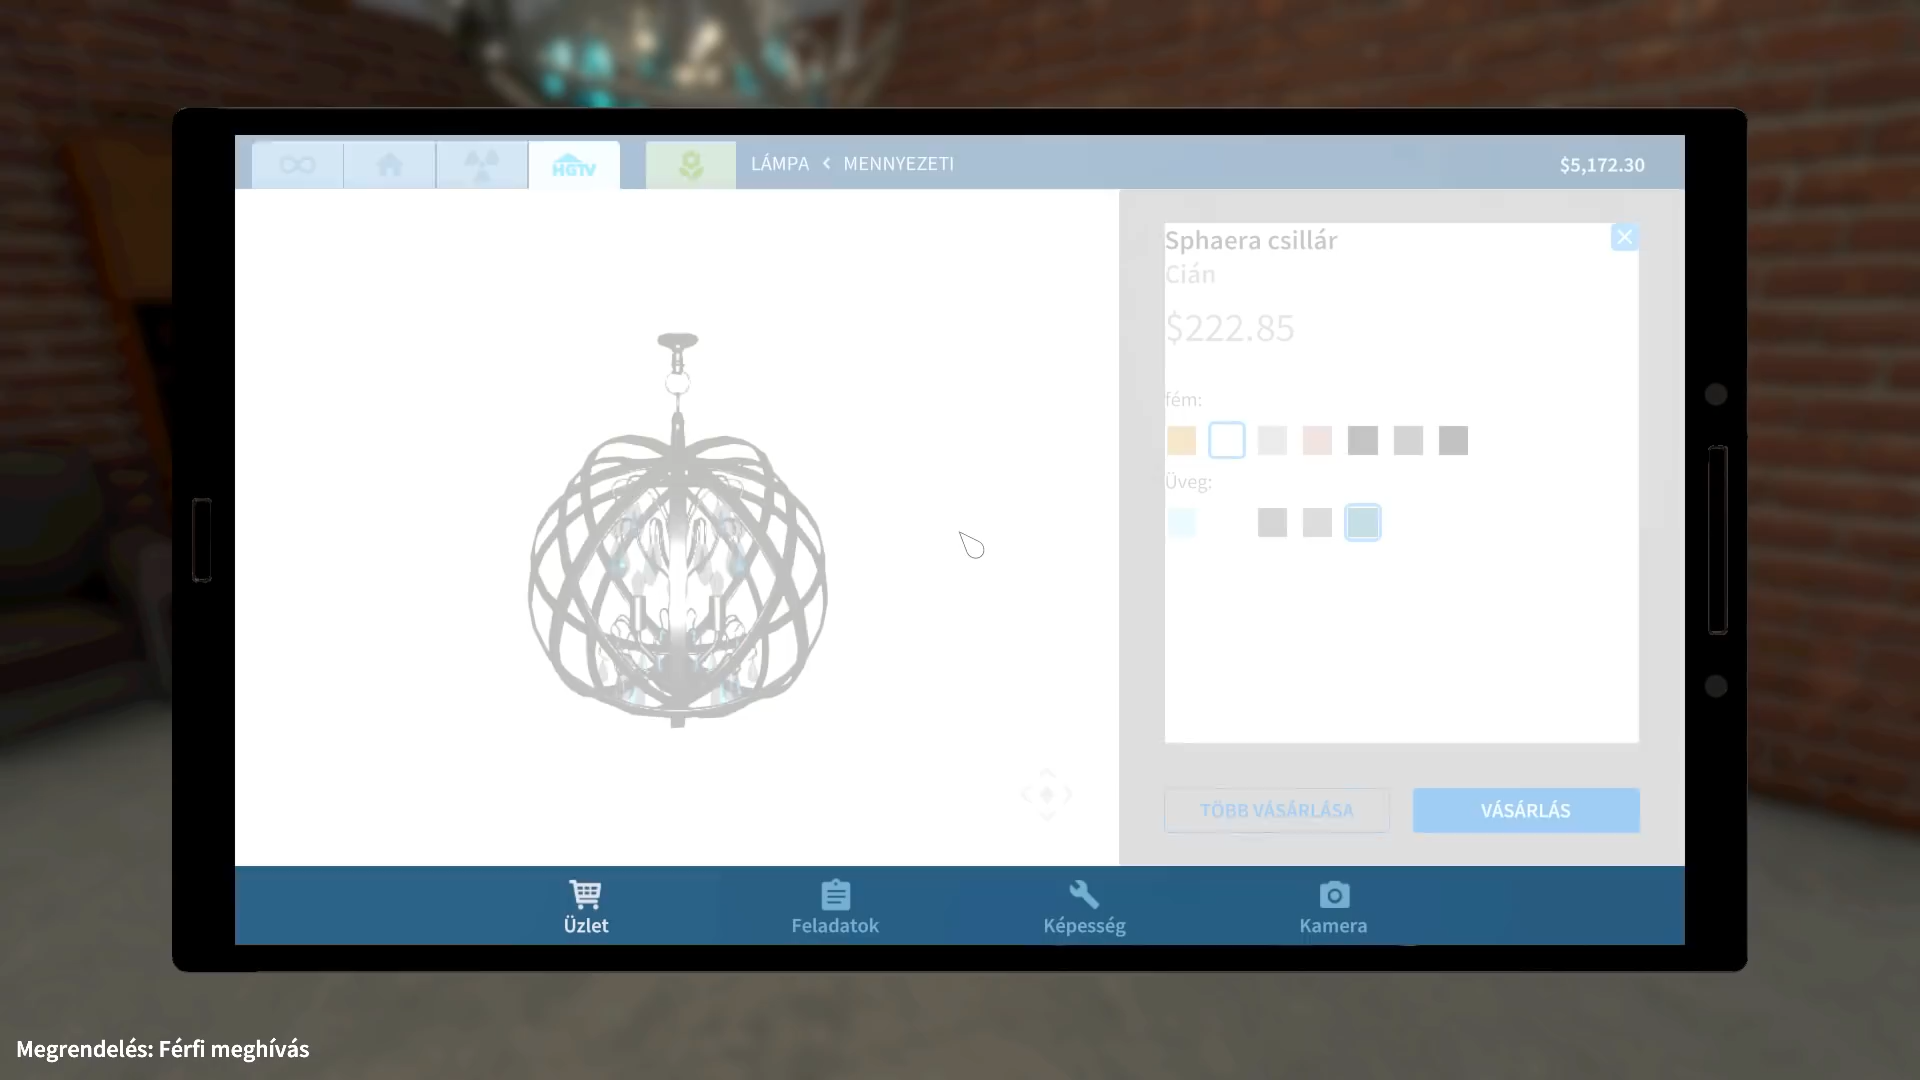 HGTV
LÁMPA < MENNYEZETI
$5,172.30
Sphaera csillár
Cián
$222.85
fém:
Üveg:
TÖBB VÁSÁRLÁSA
VÁSÁRLÁS
Üzlet
Feladatok
Képesség
Kamera
Megrendelés: Férfi meghívás